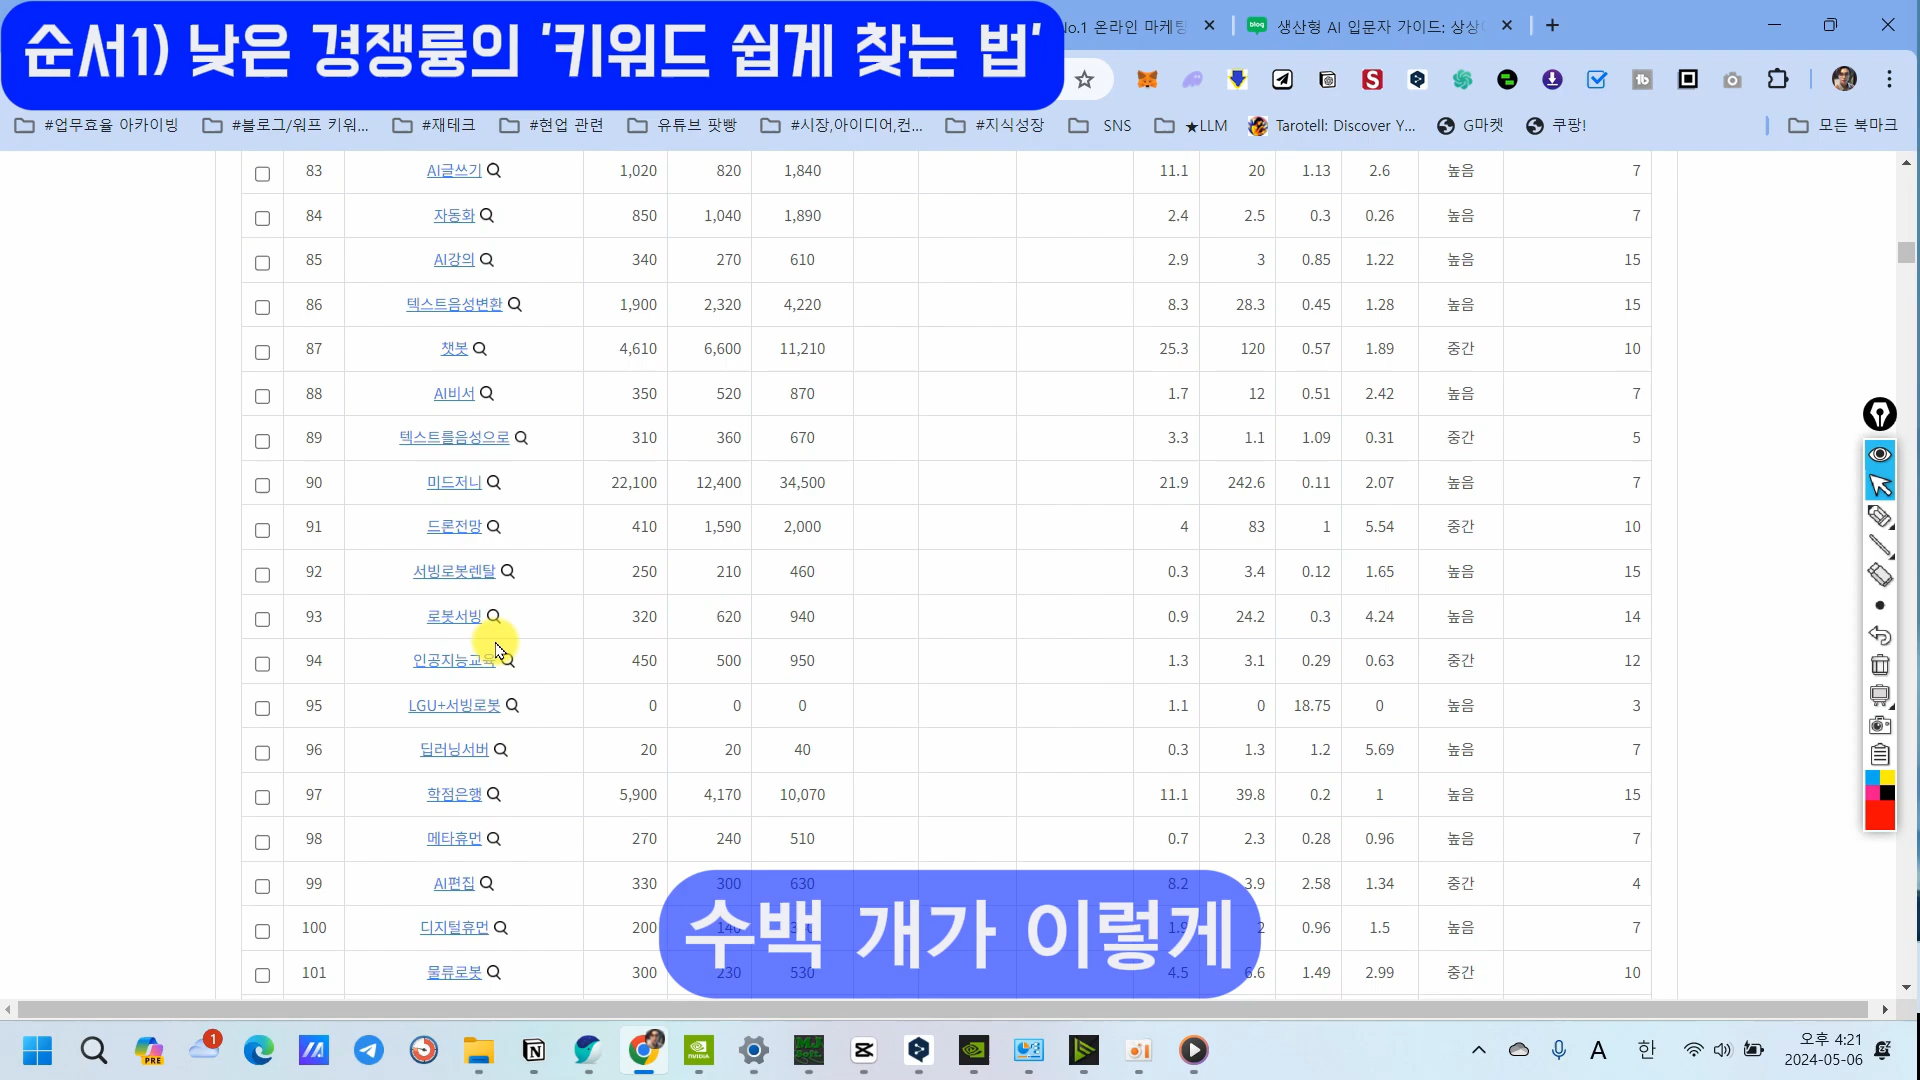 순서1) 낮은 경쟁률의 '키워드 쉽게 찾는 법'
No.1 온라인 마케팅
생산형 AI 입문자 가이드: 상상
#업무효율 아카이빙
#블로그/워프 키워...
#재테크
#현업 관련
유튜브 팟빵
#시장,아이디어,컨...
#지식성장
SNS
★LLM
Tarotell: Discover Y...
G마켓
쿠팡!
모든 북마크
83 AI글쓰기 1,020 820 1,840 11.1 20 1.13 2.6 높음 7
84 자동화 850 1,040 1,890 2.4 2.5 0.3 0.26 높음 7
85 AI강의 340 270 610 2.9 3 0.85 1.22 높음 15
86 텍스트음성변환 1,900 2,320 4,220 8.3 28.3 0.45 1.28 높음 15
87 챗봇 4,610 6,600 11,210 25.3 120 0.57 1.89 중간 10
88 AI비서 350 520 870 1.7 12 0.51 2.42 높음 7
89 텍스트를음성으로 310 360 670 3.3 1.1 1.09 0.31 중간 5
90 미드저니 22,100 12,400 34,500 21.9 242.6 0.11 2.07 높음 7
91 드론전망 410 1,590 2,000 4 83 1 5.54 중간 10
92 서빙로봇렌탈 250 210 460 0.3 3.4 0.12 1.65 높음 15
93 로봇서빙 320 620 940 0.9 24.2 0.3 4.24 높음 14
94 인공지능교육 450 500 950 1.3 3.1 0.29 0.63 중간 12
95 LGU+서빙로봇 0 0 0 1.1 0 18.75 0 높음 3
96 딥러닝서버 20 20 40 0.3 1.3 1.2 5.69 높음 7
97 학점은행 5,900 4,170 10,070 11.1 39.8 0.2 1 높음 15
98 메타휴먼 270 240 510 0.7 2.3 0.28 0.96 높음 7
99 AI편집 330 300 630 8.2 3.9 2.58 1.34 중간 4
100 디지털휴먼 200 0.96 1.5 높음 7
101 물류로봇 300 230 530 4.5 6.6 1.49 2.99 중간 10
수백 개가 이렇게
PRE
1
NVIDIA
A
한
오후 4:21
2024-05-06